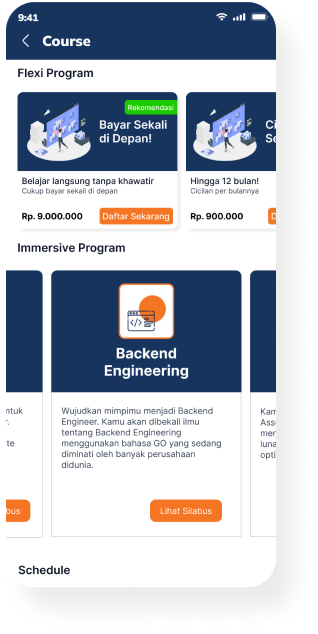 9:41
Course
Flexi Program
Rekomendasi
Bayar Sekali
di Depan!
Belajar langsung tanpa khawatir
Cukup bayar sekali di depan
Rp. 9.000.000
Daftar Sekarang
Ci
Se
Hingga 12 bulan!
Cicilan per bulannya
Rp. 900.000
D
Immersive Program
ntuk
r.
te
bus
</>
Backend
Engineering
Wujudkan mimpimu menjadi Backend
Engineer. Kamu akan dibekali ilmu
tentang Backend Engineering
menggunakan bahasa GO yang sedang
diminati oleh banyak perusahaan
didunia.
Lihat Silabus
Kam
Ass
mer
luna
opti
Schedule